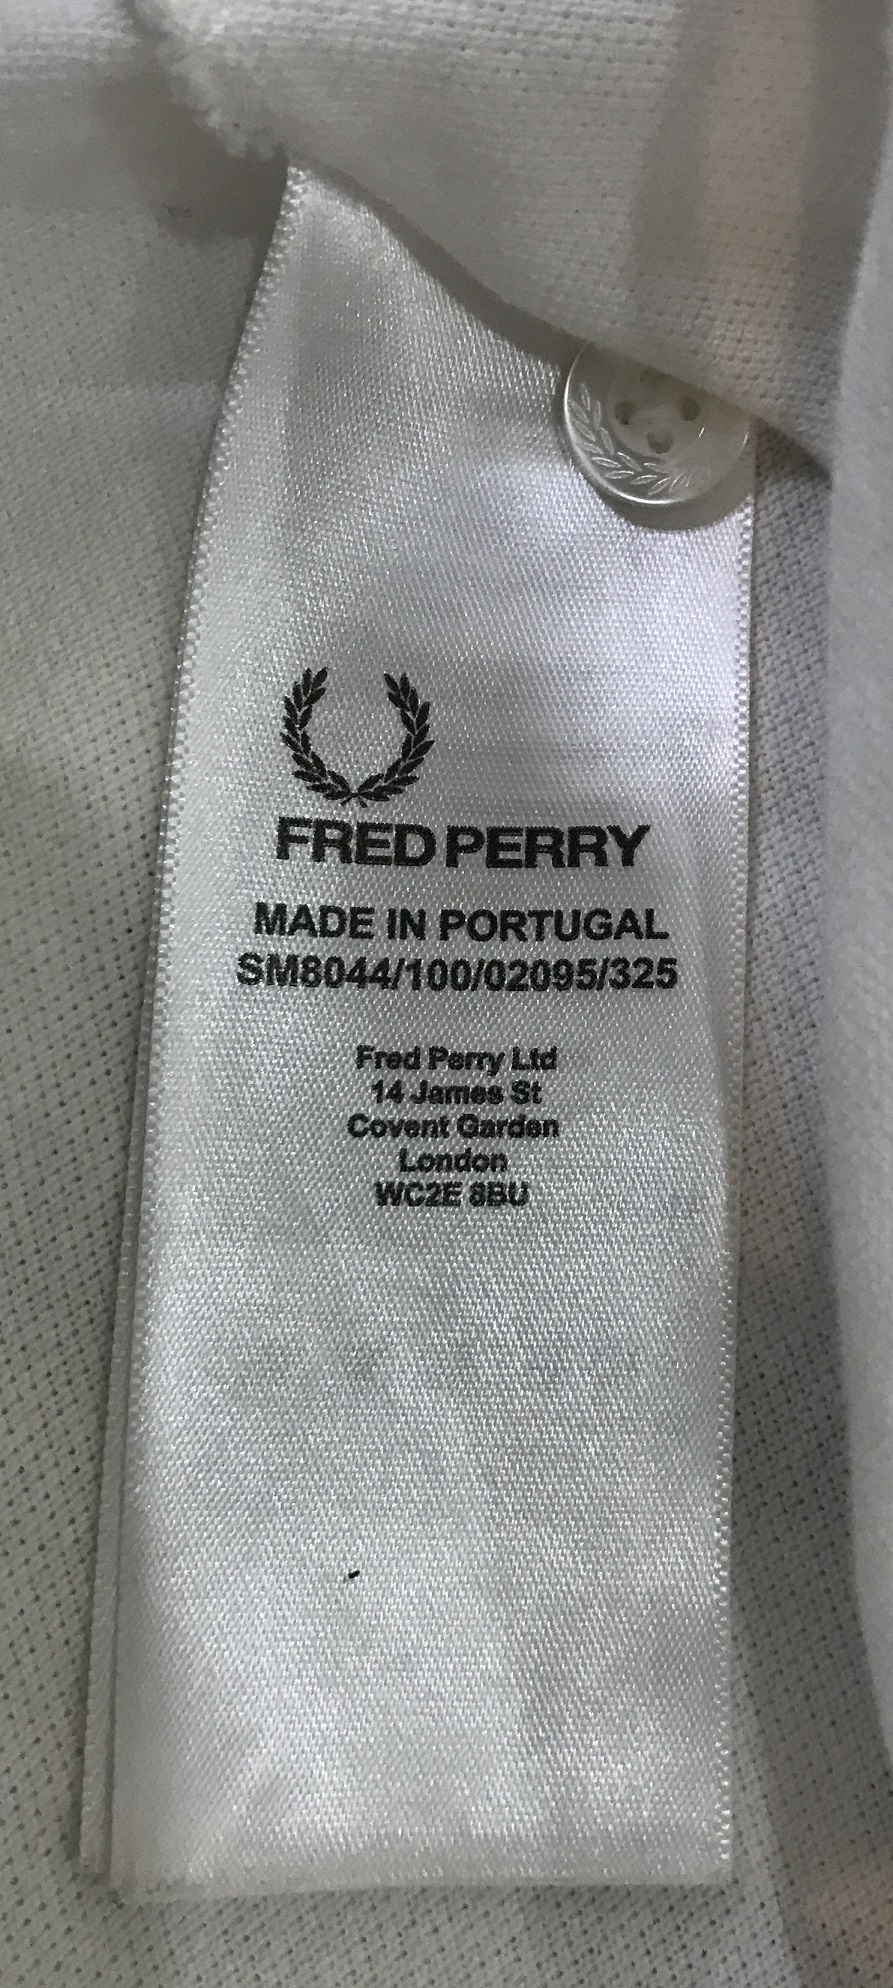 FRED PERRY
MADE IN PORTUGAL
SM8044/100/02095/325
Fred Perry Ltd
14 James St
Covent Garden
London
WC2E 8BU